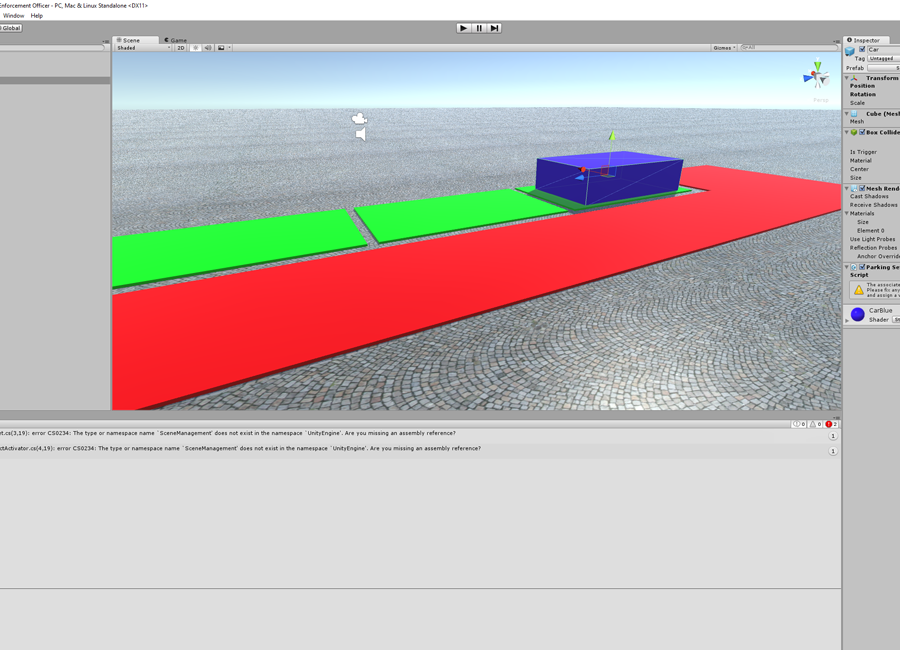 Enforcement Officer - PC, Mac & Linux Standalone <DX11>
Window Help
Global
Scene
Game
Shaded
2D
Gizmos
Persp
Inspector
Car
Tag Untagged
Prefab
Transform
Position
Rotation
Scale
Cube (Mesh
Mesh
Box Collide
Is Trigger
Material
Center
Size
Mesh Rend
Cast Shadows
Receive Shadows
Materials
Size
Element 0
Use Light Probes
Reflection Probes
Anchor Overrid
Parking Se
Script
The associate
Please fix any
and assign a v
CarBlue
Shader
0 0 2
t.cs(3,19): error CS0234: The type or namespace name `SceneManagement' does not exist in the namespace `UnityEngine'. Are you missing an assembly reference?
1
ctActivator.cs(4,19): error CS0234: The type or namespace name `SceneManagement' does not exist in the namespace `UnityEngine'. Are you missing an assembly reference?
1